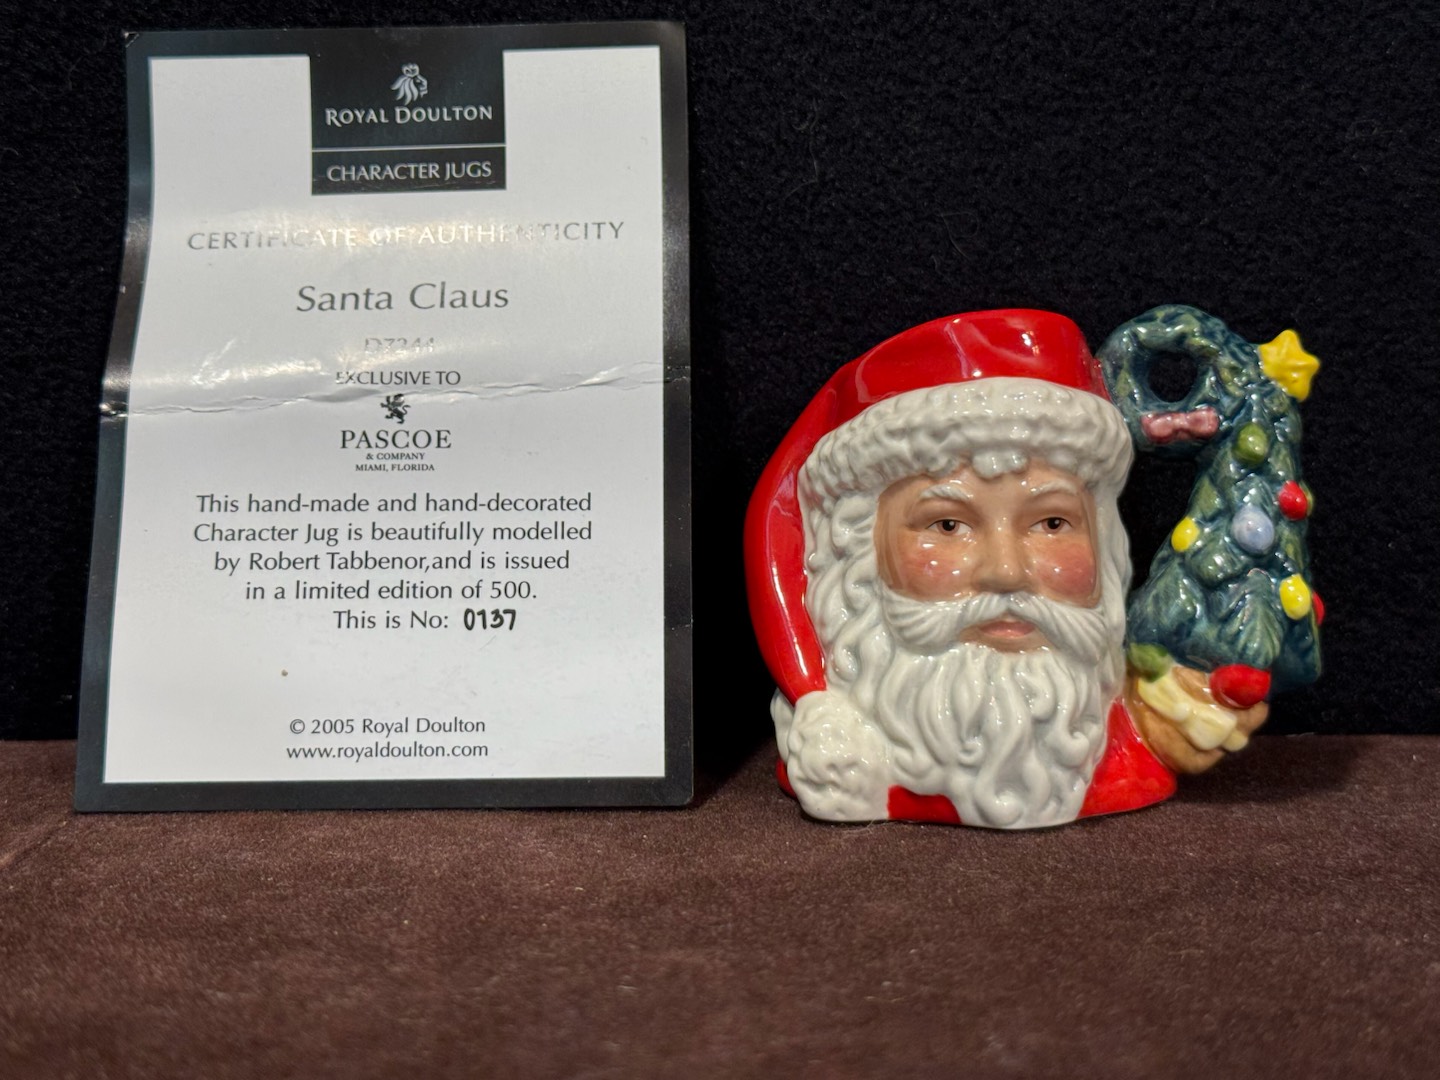 ROYAL DOULTON
CHARACTER JUGS
CERTIFICATE OF AUTHENTICITY
Santa Claus
D7244
EXCLUSIVE TO
PASCOE
& COMPANY
MIAMI, FLORIDA
This hand-made and hand-decorated
Character Jug is beautifully modelled
by Robert Tabbenor,and is issued
in a limited edition of 500.
This is No: 0137
© 2005 Royal Doulton
www.royaldoulton.com